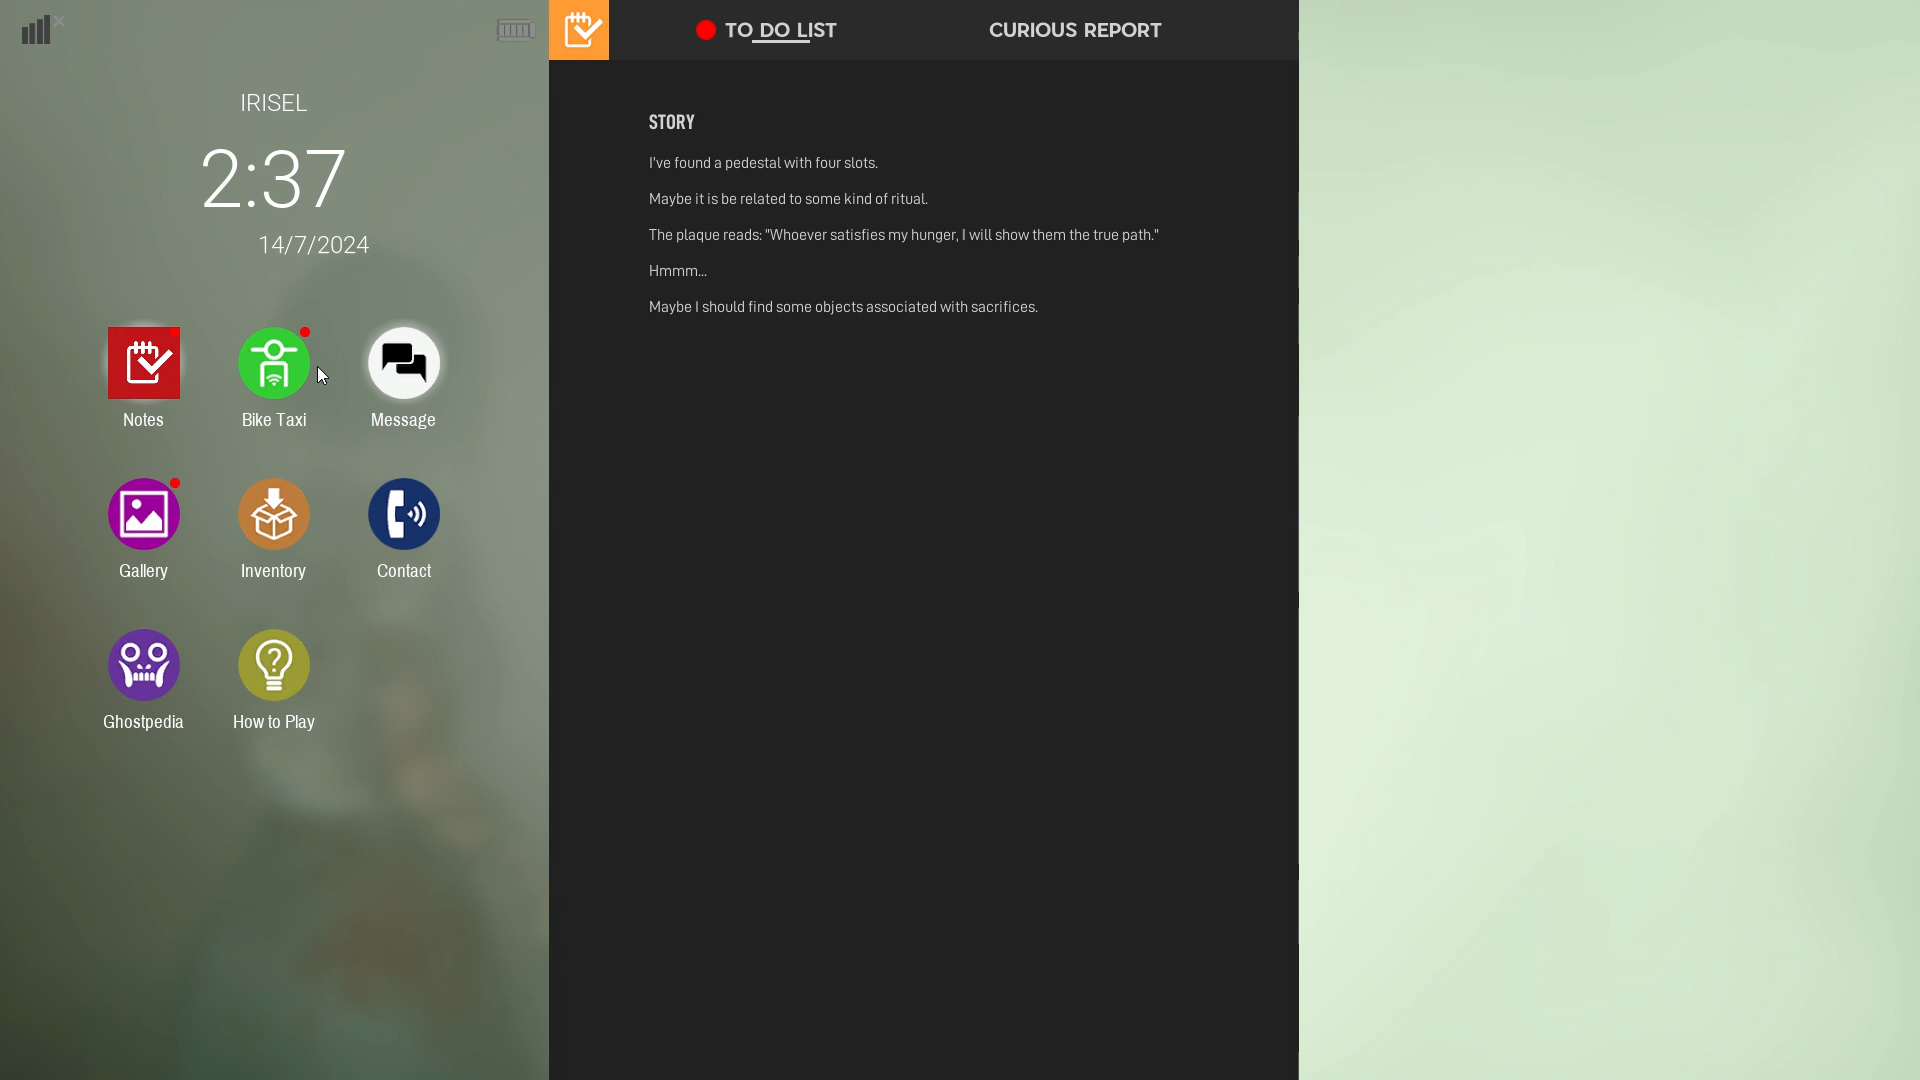 IRISEL
2:37
14/7/2024
Notes
Bike Taxi
Message
Gallery
Inventory
Contact
Ghostpedia
How to Play
TO DO LIST
CURIOUS REPORT
STORY
I've found a pedestal with four slots.
Maybe it is be related to some kind of ritual.
The plaque reads: "Whoever satisfies my hunger, I will show them the true path."
Hmmm...
Maybe I should find some objects associated with sacrifices.